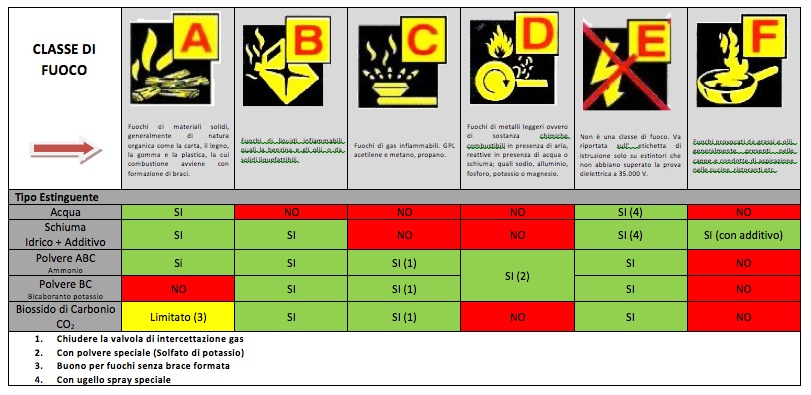 CLASSE DI
FUOCO
A
B
C
D
E
F
Fuochi di materiali solidi,
generalmente di natura
organica come la carta, il legno,
la gomma e la plastica, la cui
combustione avviene con
formazione di braci.
Fuochi di liquidi infiammabili
quali la benzina e gli olii o da
solidi liquefattibili.
Fuochi di gas infiammabili. GPL
acetilene e metano, propano.
Fuochi di metalli leggeri ovvero
di sostanza chimiche
combustibili in presenza di aria,
reattive in presenza di acqua o
schiuma; quali sodio, alluminio,
fosforo, potassio o magnesio.
Non è una classe di fuoco. Va
riportata sull' etichetta di
istruzione solo su estintori che
non abbiano superato la prova
dielettrica a 35.000 V.
Fuochi provocati da grassi e olii,
generalmente presenti nelle
cappe e condotte di aspirazione
nelle cucine, ristoranti etc.
Tipo Estinguente
Acqua SI NO NO NO SI (4) NO
Schiuma
Idrico + Additivo SI SI NO NO SI (4) SI (con additivo)
Polvere ABC
Ammonio
Si SI SI (1) SI (2) SI NO
Polvere BC
Bicaboranto potassio
NO SI SI (1) SI NO
Biossido di Carbonio
CO2
Limitato (3) SI SI (1) NO SI NO
1. Chiudere la valvola di intercettazione gas
2. Con polvere speciale (Solfato di potassio)
3. Buono per fuochi senza brace formata
4. Con ugello spray speciale